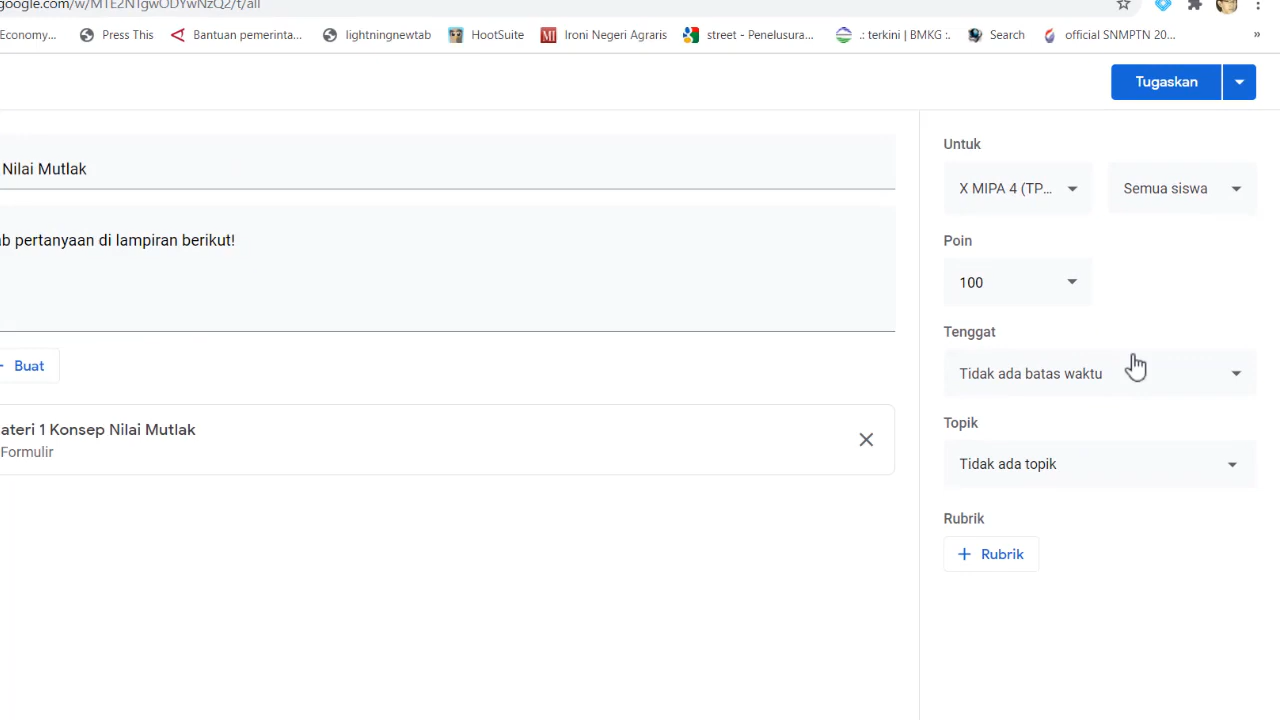 google.com/w/MTE2NTgwODYwNzQ2/t/all
Economy... Press This Bantuan pemerinta... lightningnewtab HootSuite MI Ironi Negeri Agraris street - Penelusura... .: terkini | BMKG :. Search official SNMPTN 20... »
Tugaskan
Nilai Mutlak
ab pertanyaan di lampiran berikut!
Buat
ateri 1 Konsep Nilai Mutlak
Formulir
Untuk
X MIPA 4 (TP... Semua siswa
Poin
100
Tenggat
Tidak ada batas waktu
Topik
Tidak ada topik
Rubrik
+ Rubrik